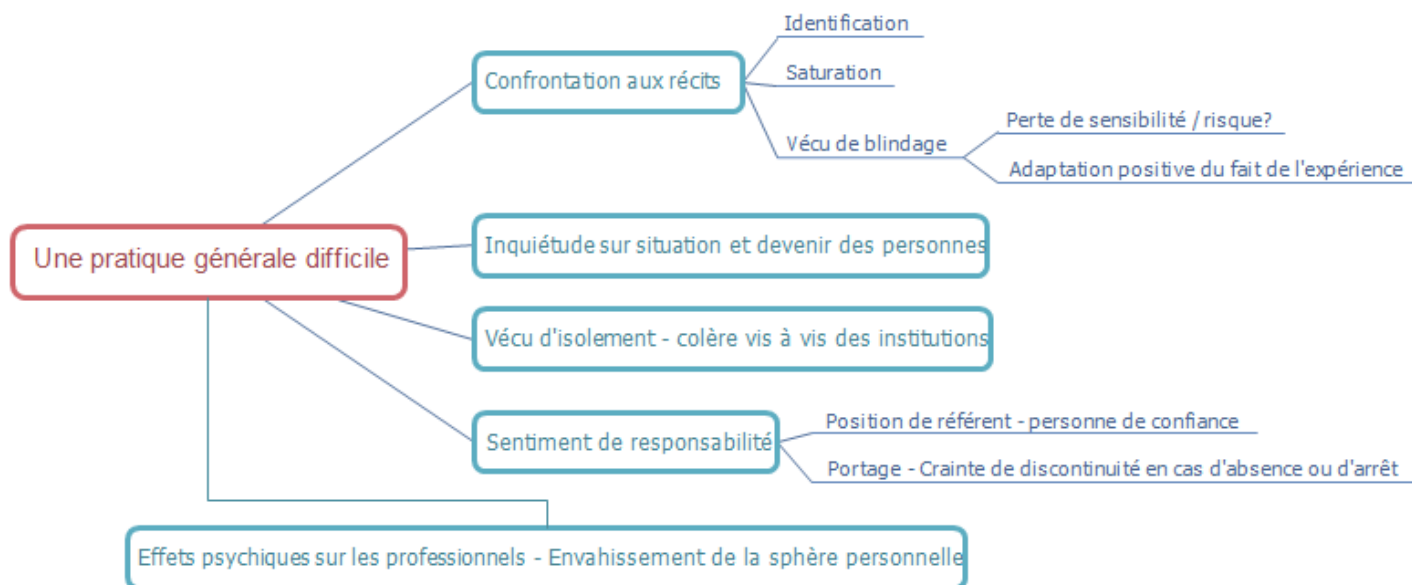 Identification
Confrontation aux récits
Saturation
Vécu de blindage
Perte de sensibilité / risque?
Adaptation positive du fait de l'expérience
Une pratique générale difficile
Inquiétude sur situation et devenir des personnes
Vécu d'isolement - colère vis à vis des institutions
Sentiment de responsabilité
Position de référent - personne de confiance
Portage - Crainte de discontinuité en cas d'absence ou d'arrêt
Effets psychiques sur les professionnels - Envahissement de la sphère personnelle